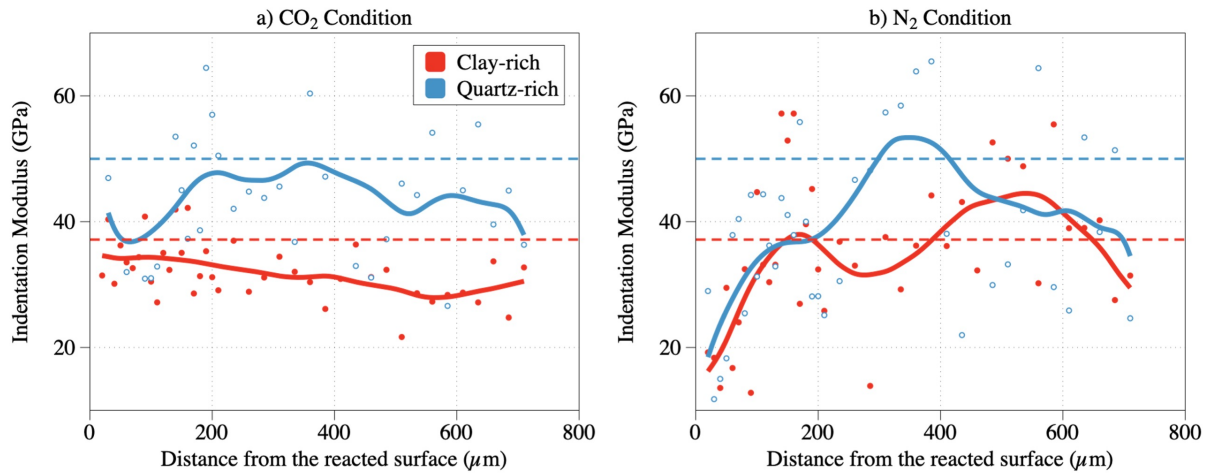 a) CO₂ Condition
b) N₂ Condition
Indentation Modulus (GPa)
60
40
20
Clay-rich
Quartz-rich
0
200
400
600
800
Distance from the reacted surface (µm)
Indentation Modulus (GPa)
60
40
20
0
200
400
600
800
Distance from the reacted surface (µm)